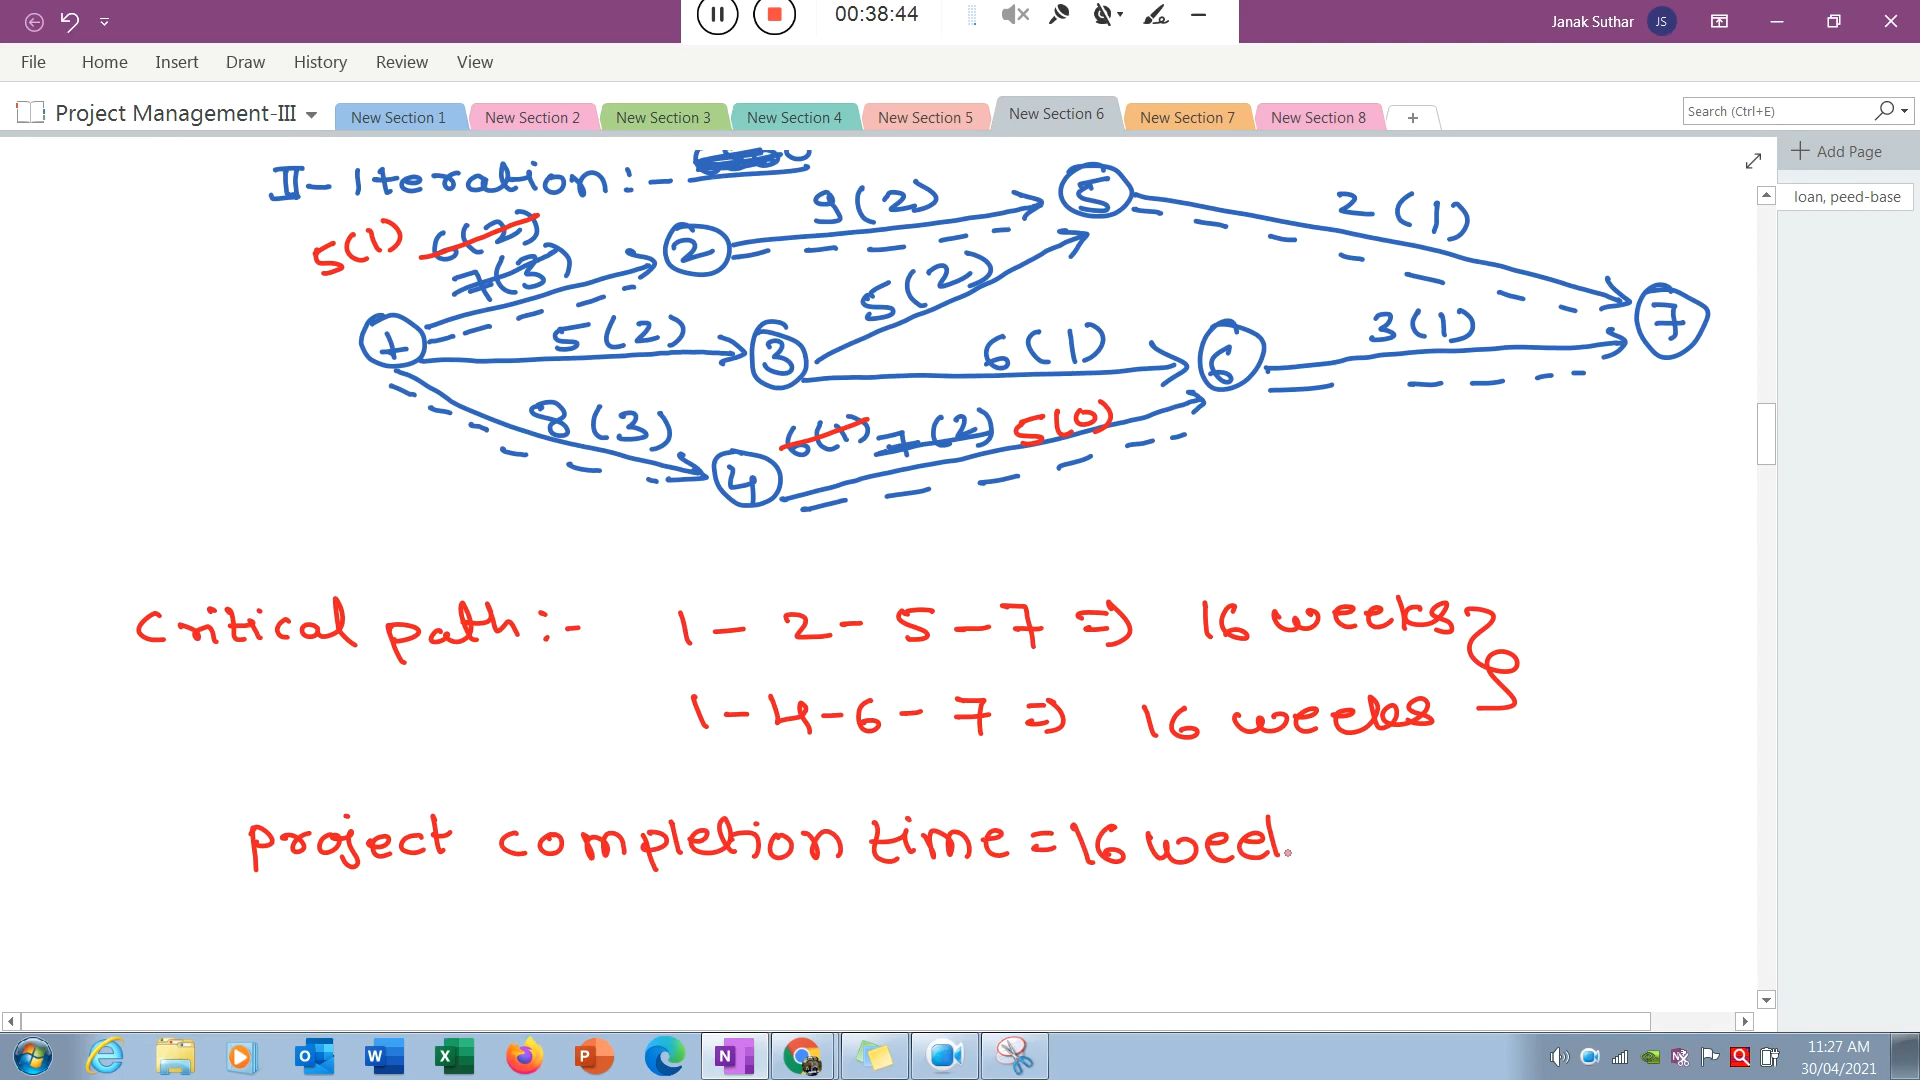 00:38:44
Janak Suthar JS
File Home Insert Draw History Review View
Project Management-III New Section 1 New Section 2 New Section 3 New Section 4 New Section 5 New Section 6 New Section 7 New Section 8 + Search (Ctrl+E)
Add Page
loan, peed-base
II - Iteration :-
5(1) 6(2) 7(3) 2 9(2) 5 2(1)
5(2)
1 5(2) 3 6(1) 6 3(1) 7
8(3) 4 6(1) 7(2) 5(0)
Critical path :- 1 - 2 - 5 - 7 => 16 weeks
1 - 4 - 6 - 7 => 16 weeks
project completion time = 16 weel
11:27 AM
30/04/2021